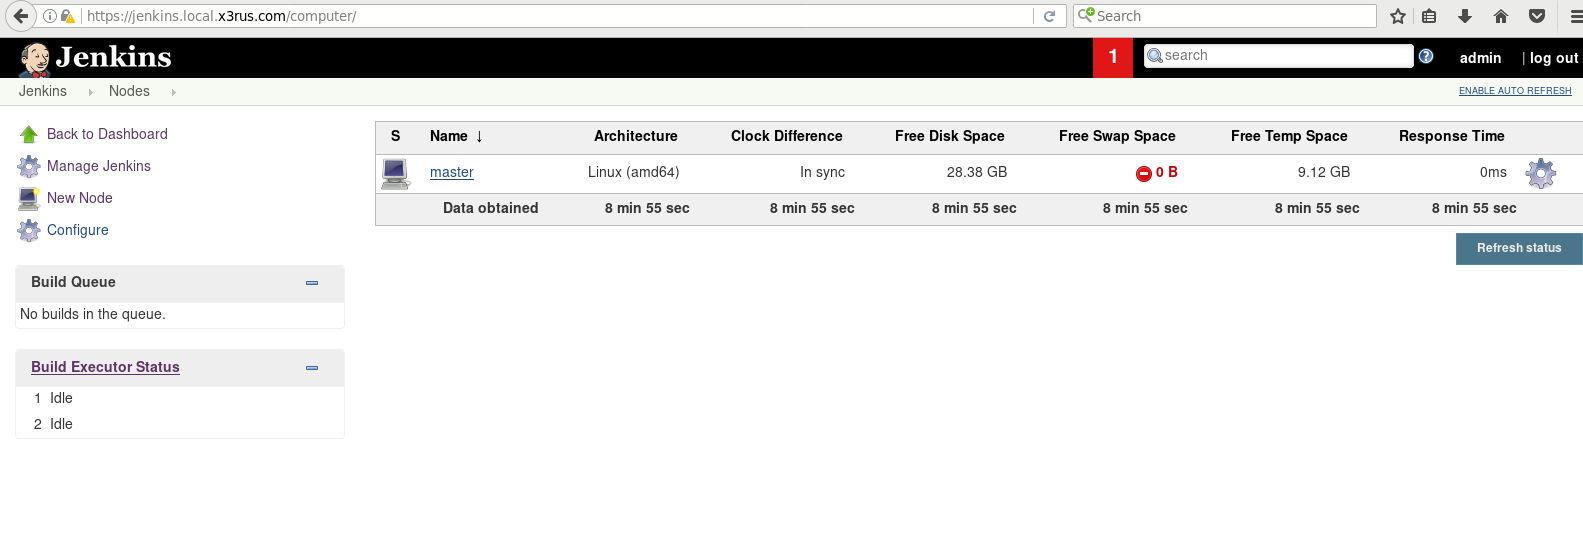 https://jenkins.local.x3rus.com/computer/
Search
Jenkins
1
search
admin
| log out
Jenkins
Nodes
ENABLE AUTO REFRESH
Back to Dashboard
Manage Jenkins
New Node
Configure
Build Queue
No builds in the queue.
Build Executor Status
1 Idle
2 Idle
S Name ↓ Architecture Clock Difference Free Disk Space Free Swap Space Free Temp Space Response Time
master Linux (amd64) In sync 28.38 GB 0 B 9.12 GB 0ms
Data obtained 8 min 55 sec 8 min 55 sec 8 min 55 sec 8 min 55 sec 8 min 55 sec 8 min 55 sec
Refresh status